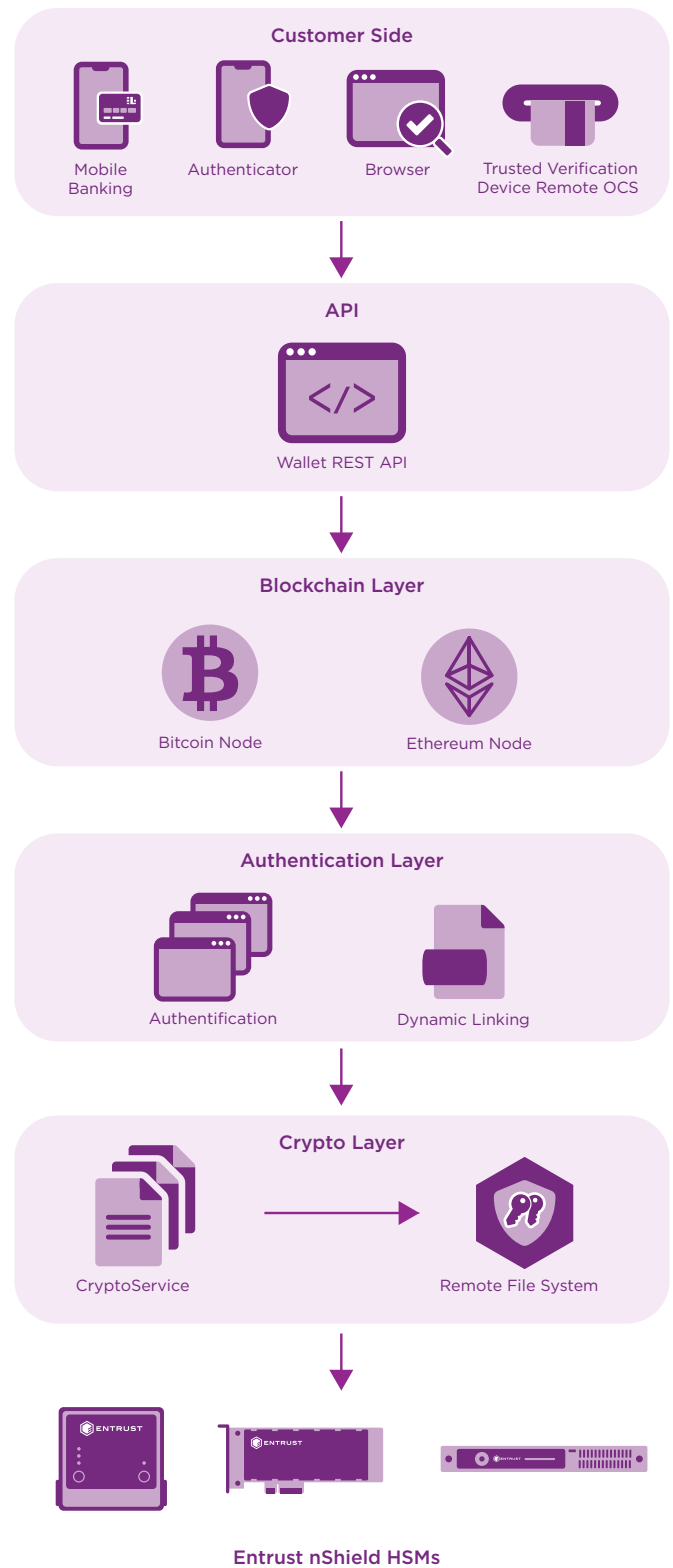 Customer Side
Mobile
Banking
Authenticator
Browser
Trusted Verification
Device Remote OCS
API
</>
Wallet REST API
Blockchain Layer
Bitcoin Node
Ethereum Node
Authentication Layer
Authentification
Dynamic Linking
Crypto Layer
CryptoService
Remote File System
ENTRUST
ENTRUST
ENTRUST
Entrust nShield HSMs